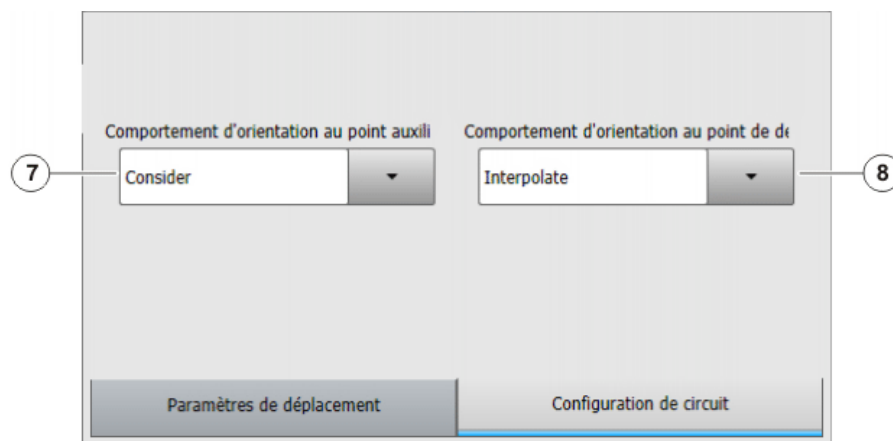 Comportement d'orientation au point auxili
Comportement d'orientation au point de de
7
Consider
Interpolate
8
Paramètres de déplacement
Configuration de circuit